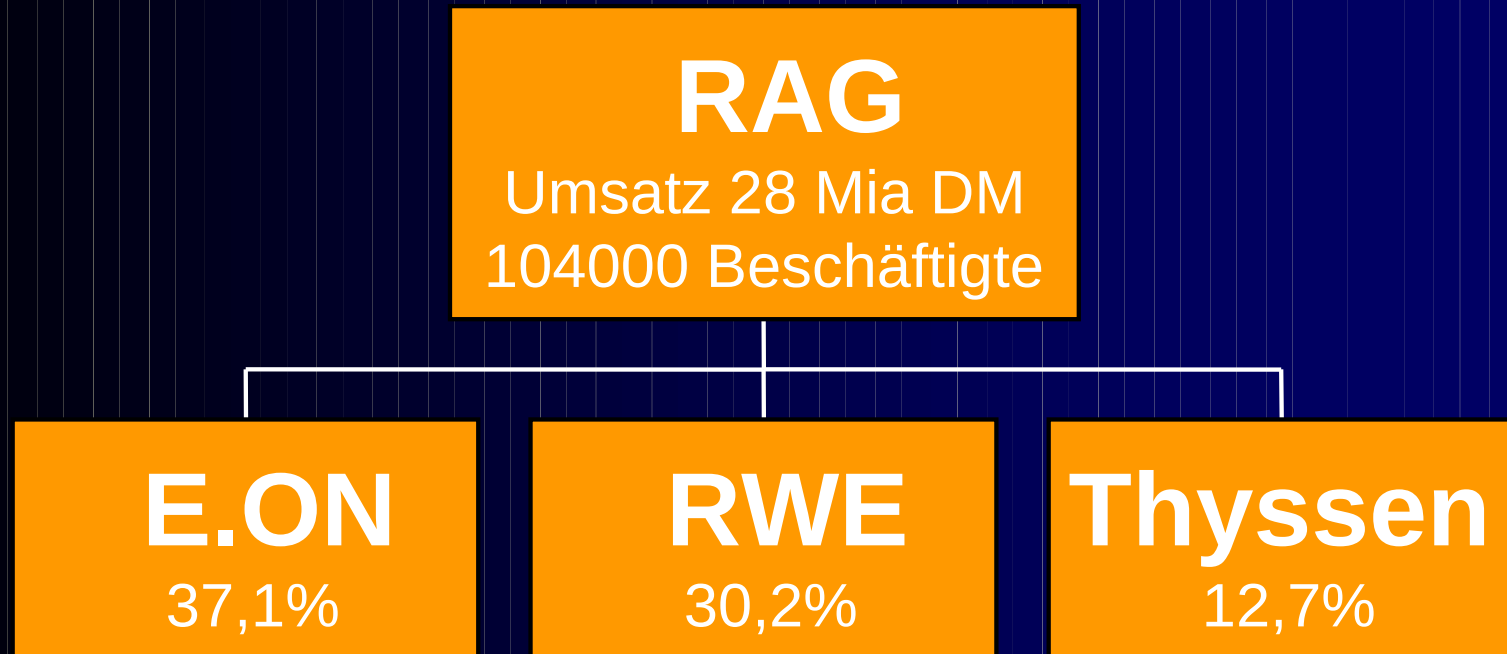 RAG
Umsatz 28 Mia DM
104000 Beschäftigte
E.ON
37,1%
RWE
30,2%
Thyssen
12,7%